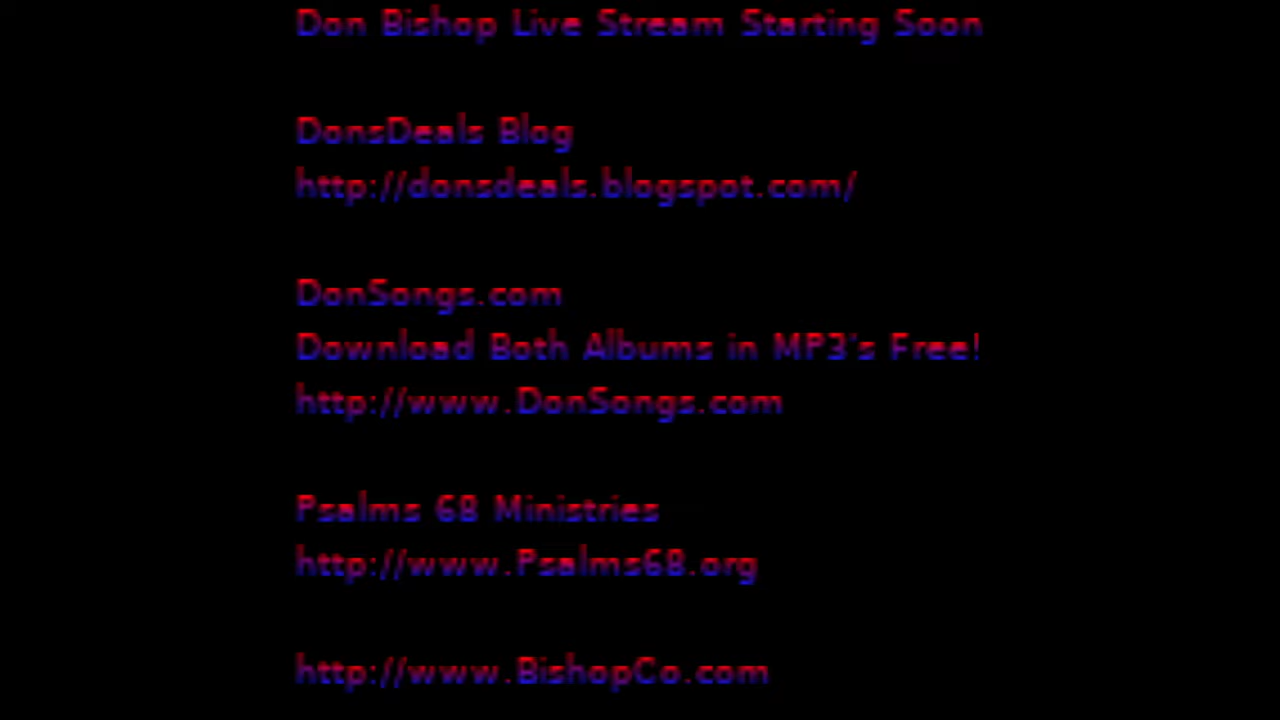 Don Bishop Live Stream Starting Soon
DonsDeals Blog
http://donsdeals.blogspot.com/
DonSongs.com
Download Both Albums in MP3's Free!
http://www.DonSongs.com
Psalms 68 Ministries
http://www.Psalms68.org
http://www.BishopCo.com